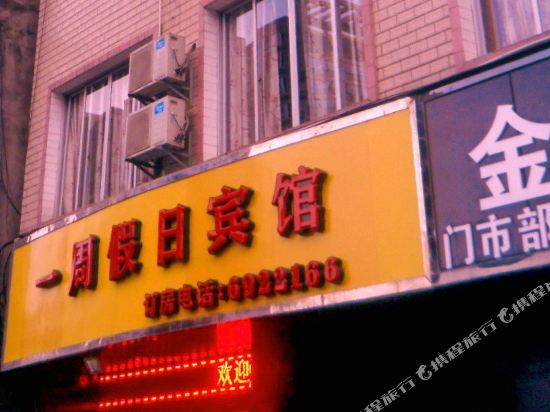 一周假日宾馆
订房电话:6922166
欢迎
金
门市部
携程旅行
携程旅行